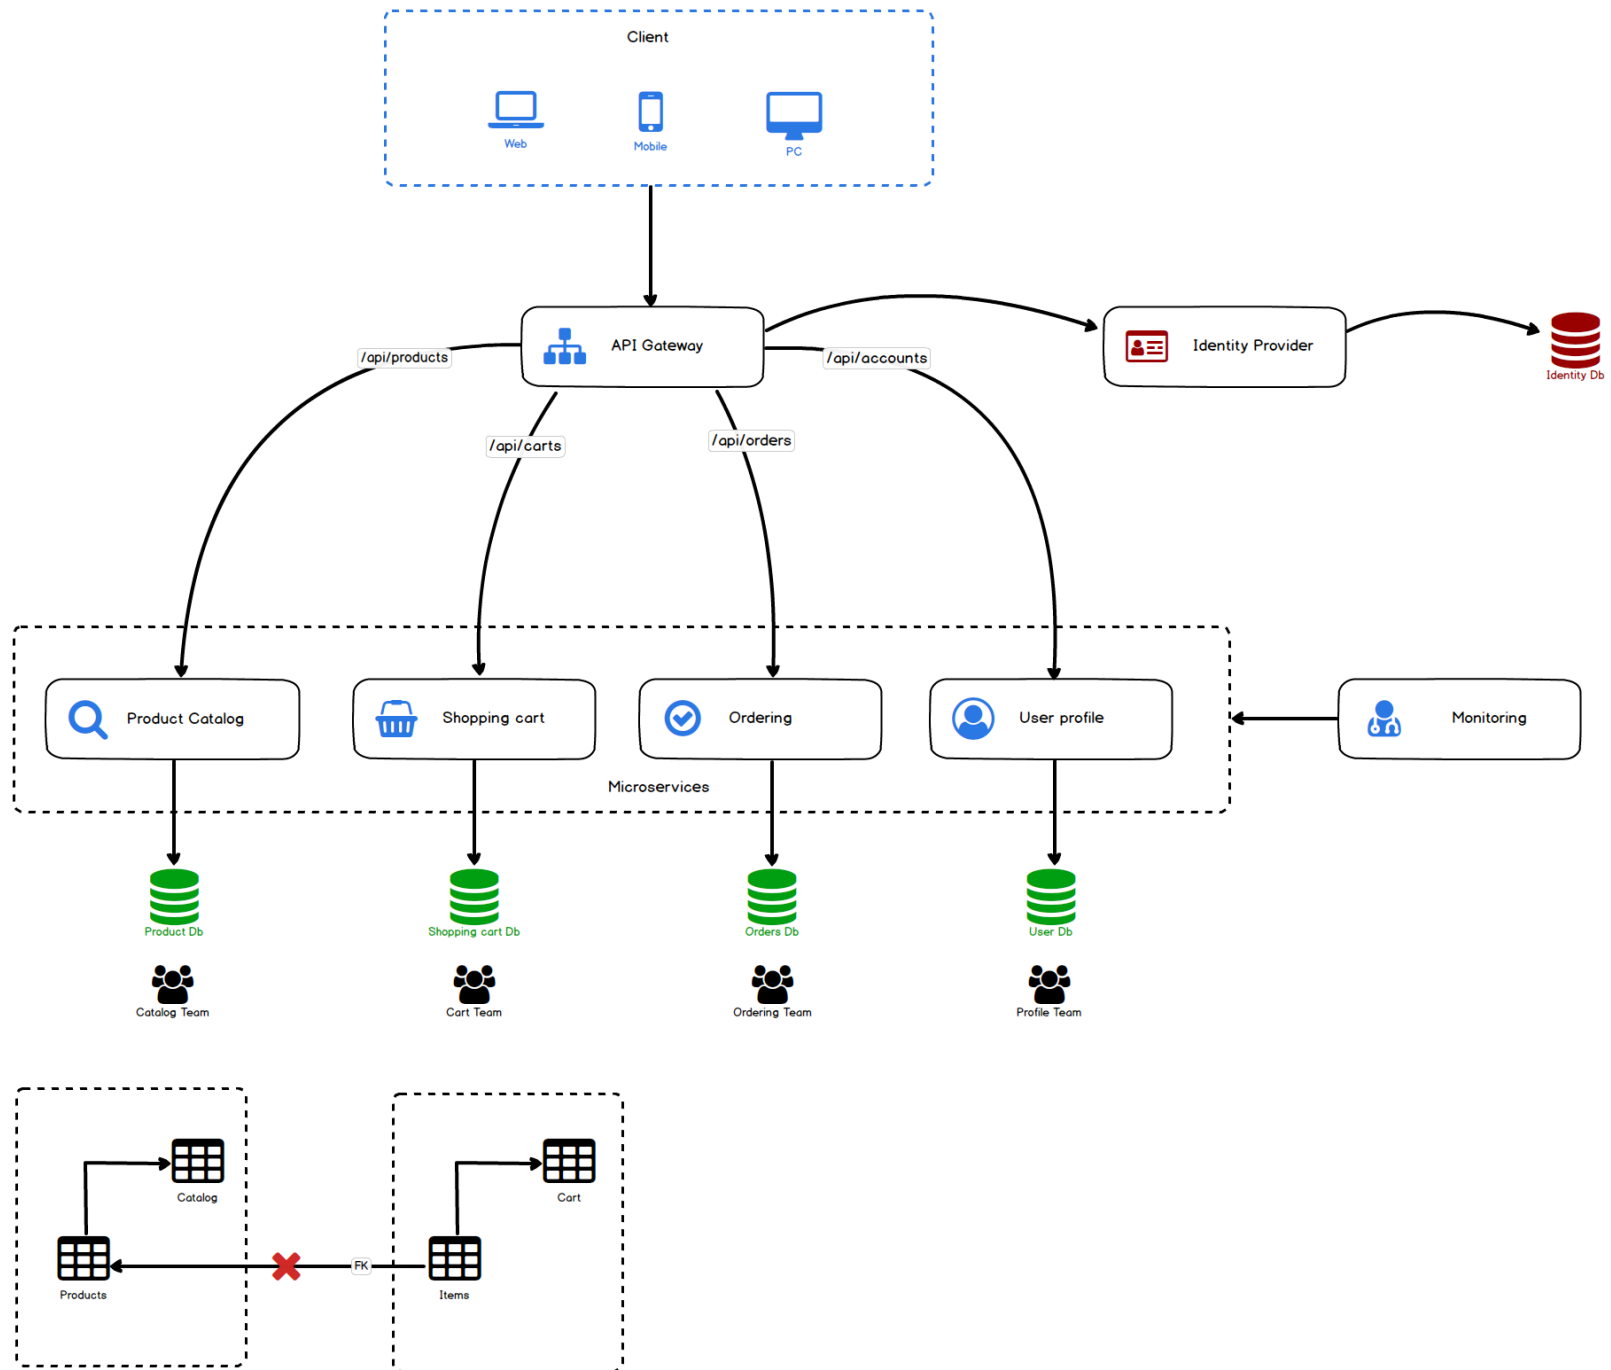 Client
Web
Mobile
PC
API Gateway
Identity Provider
Identity Db
/api/products
/api/accounts
/api/carts
/api/orders
Product Catalog
Shopping cart
Ordering
User profile
Monitoring
Microservices
Product Db
Shopping cart Db
Orders Db
User Db
Catalog Team
Cart Team
Ordering Team
Profile Team
Catalog
Cart
FK
Products
Items